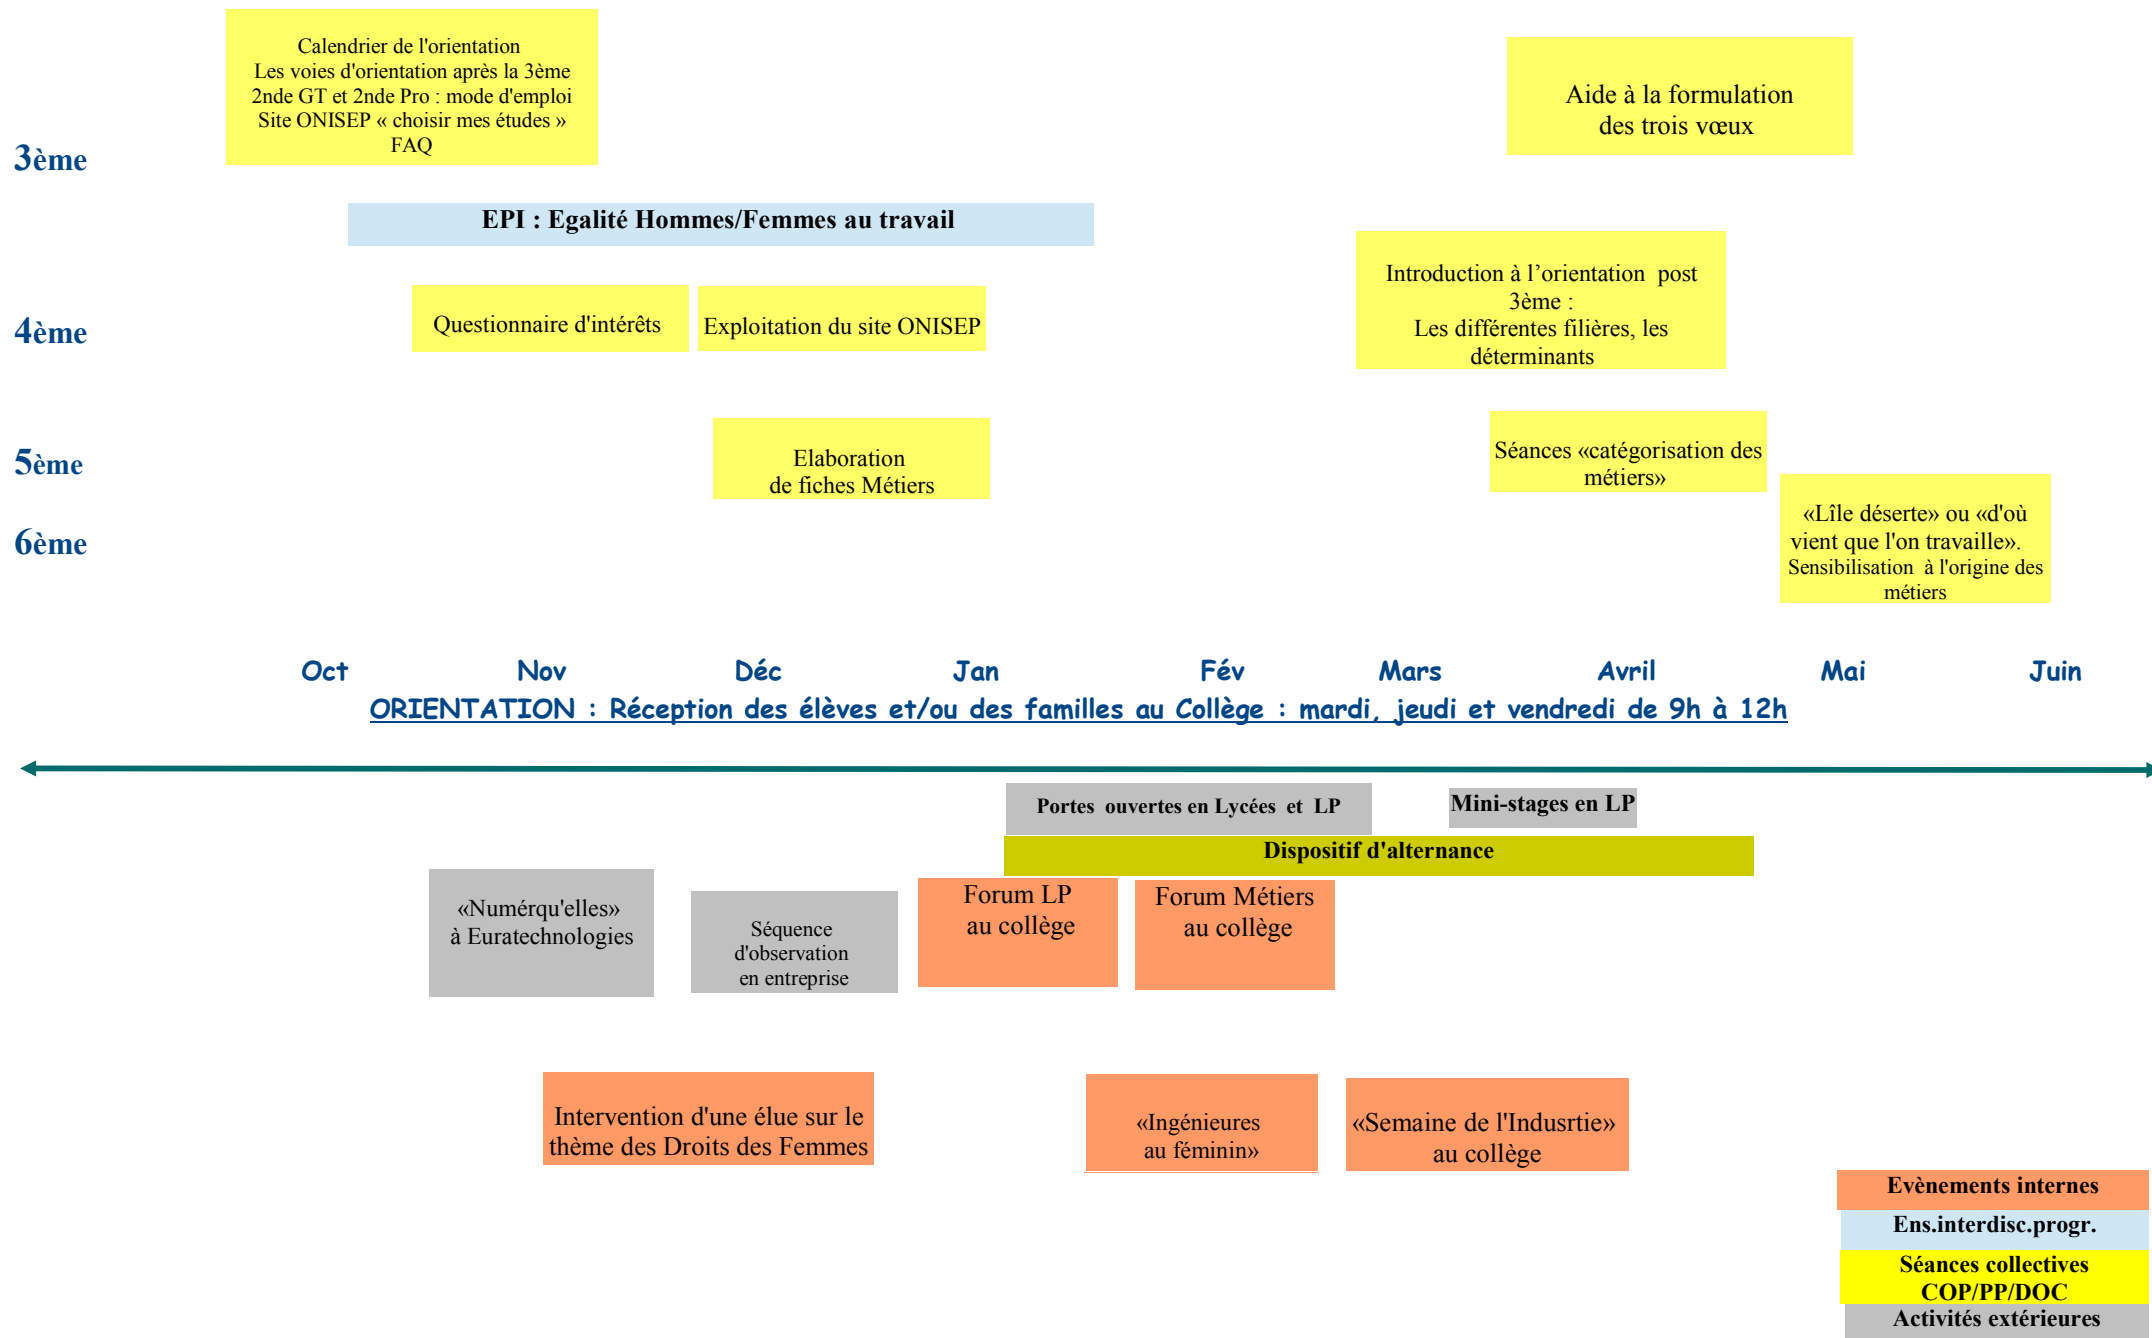 Calendrier de l'orientation
Les voies d'orientation après la 3ème
2nde GT et 2nde Pro : mode d'emploi
Site ONISEP « choisir mes études »
FAQ
Aide à la formulation
des trois vœux
3ème
EPI : Egalité Hommes/Femmes au travail
4ème
Questionnaire d'intérêts
Exploitation du site ONISEP
Introduction à l’orientation post
3ème :
Les différentes filières, les
déterminants
5ème
Elaboration
de fiches Métiers
Séances «catégorisation des
métiers»
6ème
«Lîle déserte» ou «d'où
vient que l'on travaille».
Sensibilisation à l'origine des
métiers
Oct Nov Déc Jan Fév Mars Avril Mai Juin
ORIENTATION : Réception des élèves et/ou des familles au Collège : mardi, jeudi et vendredi de 9h à 12h
Portes ouvertes en Lycées et LP
Mini-stages en LP
Dispositif d'alternance
«Numérqu'elles»
à Euratechnologies
Séquence
d'observation
en entreprise
Forum LP
au collège
Forum Métiers
au collège
Intervention d'une élue sur le
thème des Droits des Femmes
«Ingénieures
au féminin»
«Semaine de l'Indusrtie»
au collège
Evènements internes
Ens.interdisc.progr.
Séances collectives
COP/PP/DOC
Activités extérieures